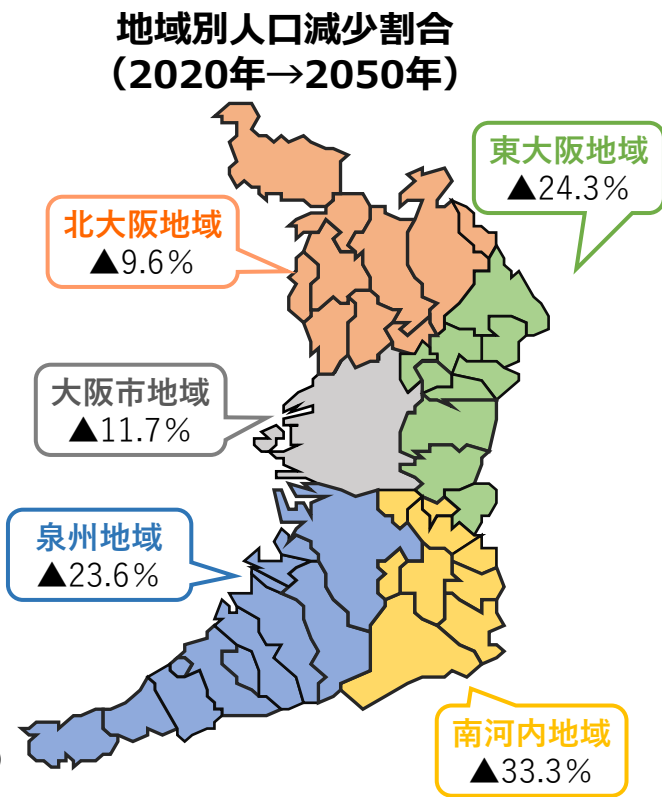 地域別人口減少割合
（2020年→2050年）
東大阪地域
▲24.3%
北大阪地域
▲9.6%
大阪市地域
▲11.7%
泉州地域
▲23.6%
南河内地域
▲33.3%